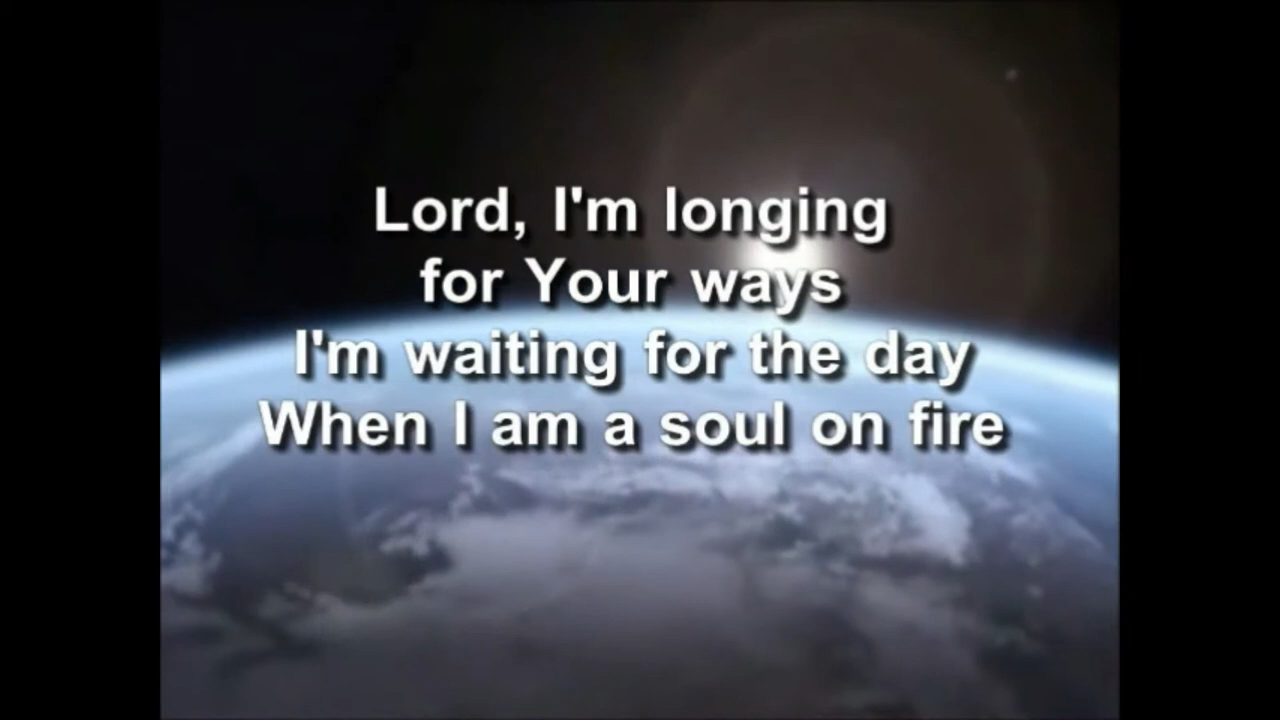 Lord, I'm longing
for Your ways
I'm waiting for the day
When I am a soul on fire